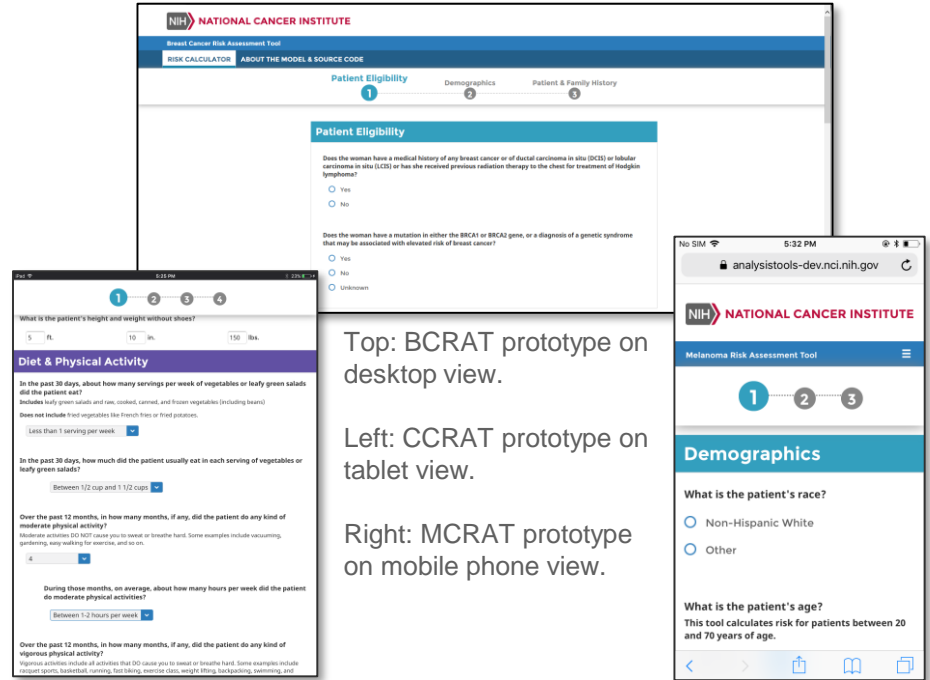 NIH NATIONAL CANCER INSTITUTE
Breast Cancer Risk Assessment Tool
RISK CALCULATOR ABOUT THE MODEL & SOURCE CODE
Patient Eligibility Demographics Patient & Family History
1 2 3
Patient Eligibility
Does the woman have a medical history of any breast cancer or of ductal carcinoma in situ (DCIS) or lobular
carcinoma in situ (LCIS) or has she received previous radiation therapy to the chest for treatment of Hodgkin
lymphoma?
Yes
No
Does the woman have a mutation in either the BRCA1 or BRCA2 gene, or a diagnosis of a genetic syndrome
that may be associated with elevated risk of breast cancer?
Yes
No
Unknown
iPad 5:25 PM 23%
1 2 3 4
What is the patient's height and weight without shoes?
5 ft. 10 in. 150 lbs.
Diet & Physical Activity
In the past 30 days, about how many servings per week of vegetables or leafy green salads
did the patient eat?
Includes leafy green salads and raw, cooked, canned, and frozen vegetables (including beans)
Does not include fried vegetables like French fries or fried potatoes.
Less than 1 serving per week
In the past 30 days, how much did the patient usually eat in each serving of vegetables or
leafy green salads?
Between 1/2 cup and 1 1/2 cups
Over the past 12 months, in how many months, if any, did the patient do any kind of
moderate physical activity?
Moderate activities DO NOT cause you to sweat or breathe hard. Some examples include vacuuming,
gardening, easy walking for exercise, and so on.
4
During those months, on average, about how many hours per week did the patient
do moderate physical activities?
Between 1-2 hours per week
Over the past 12 months, in how many months, if any, did the patient do any kind of
vigorous physical activity?
Vigorous activities include all activities that DO cause you to sweat or breathe hard. Some examples include
racquet sports, basketball, running, fast biking, exercise class, weight lifting, backpacking, swimming, and
Top: BCRAT prototype on
desktop view.
Left: CCRAT prototype on
tablet view.
Right: MCRAT prototype
on mobile phone view.
No SIM 5:32 PM
analysistools-dev.nci.nih.gov
NIH NATIONAL CANCER INSTITUTE
Melanoma Risk Assessment Tool
1 2 3
Demographics
What is the patient's race?
Non-Hispanic White
Other
What is the patient's age?
This tool calculates risk for patients between 20
and 70 years of age.